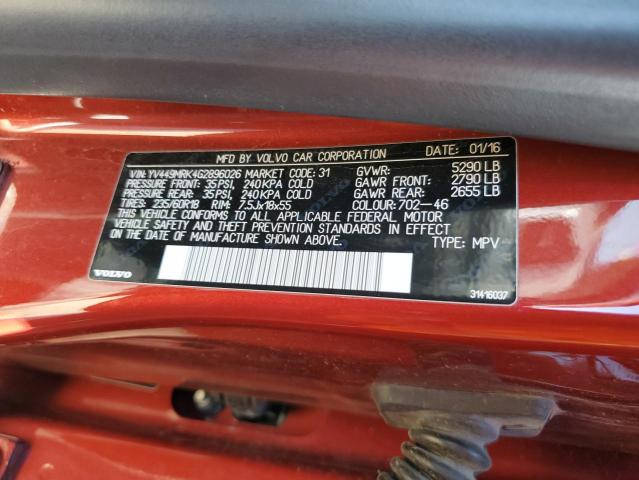 MFD BY VOLVO CAR CORPORATION DATE: 01/16
VIN: YV449MRK4G2896026 MARKET CODE: 31 GVWR: 5290 LB
PRESSURE FRONT: 35PSI, 240KPA COLD GAWR FRONT: 2790 LB
PRESSURE REAR: 35PSI, 240KPA COLD GAWR REAR: 2655 LB
TIRES: 235/60R18 RIM: 7.5Jx18x55 COLOUR: 702-46
THIS VEHICLE CONFORMS TO ALL APPLICABLE FEDERAL MOTOR
VEHICLE SAFETY AND THEFT PREVENTION STANDARDS IN EFFECT
ON THE DATE OF MANUFACTURE SHOWN ABOVE. TYPE: MPV
VOLVO 31416037